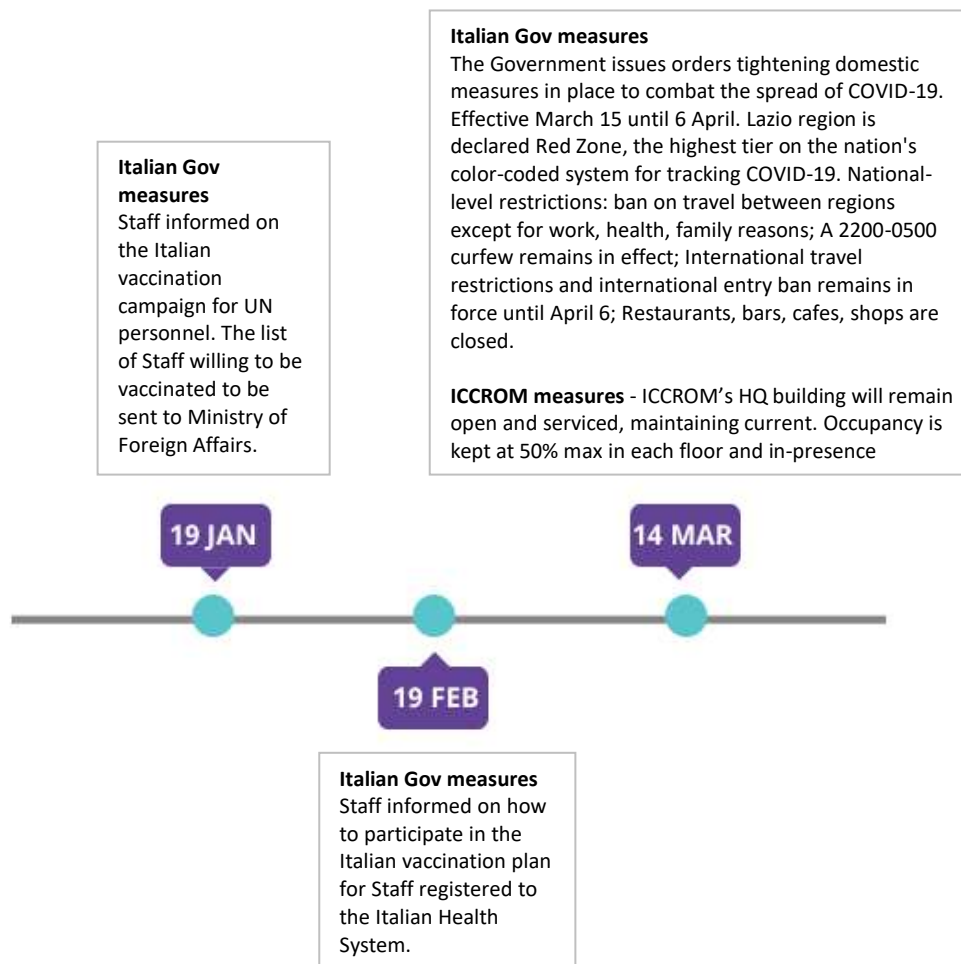 Italian Gov
measures
Staff informed on
the Italian
vaccination
campaign for UN
personnel. The list
of Staff willing to be
vaccinated to be
sent to Ministry of
Foreign Affairs.
Italian Gov measures
The Government issues orders tightening domestic
measures in place to combat the spread of COVID-19.
Effective March 15 until 6 April. Lazio region is
declared Red Zone, the highest tier on the nation's
color-coded system for tracking COVID-19. National-
level restrictions: ban on travel between regions
except for work, health, family reasons; A 2200-0500
curfew remains in effect; International travel
restrictions and international entry ban remains in
force until April 6; Restaurants, bars, cafes, shops are
closed.
ICCROM measures - ICCROM’s HQ building will remain
open and serviced, maintaining current. Occupancy is
kept at 50% max in each floor and in-presence
19 JAN
14 MAR
19 FEB
Italian Gov measures
Staff informed on how
to participate in the
Italian vaccination plan
for Staff registered to
the Italian Health
System.